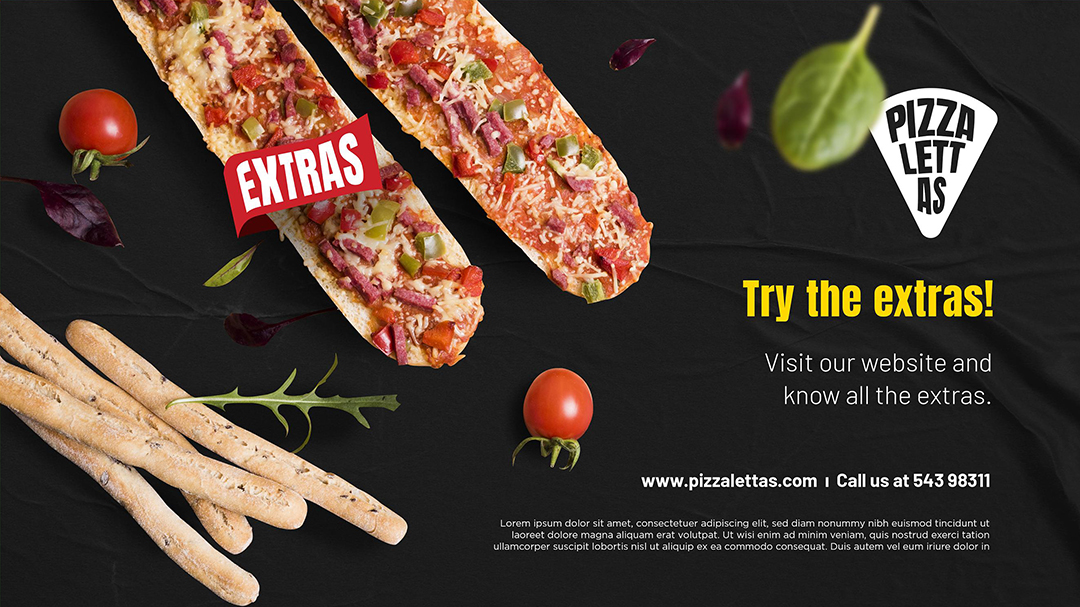 EXTRAS
PIZZA
LETT
AS
Try the extras!
Visit our website and
know all the extras.
www.pizzalettas.com ı Call us at 543 98311
Lorem ipsum dolor sit amet, consectetuer adipiscing elit, sed diam nonummy nibh euismod tincidunt ut
laoreet dolore magna aliquam erat volutpat. Ut wisi enim ad minim veniam, quis nostrud exerci tation
ullamcorper suscipit lobortis nisl ut aliquip ex ea commodo consequat. Duis autem vel eum iriure dolor in